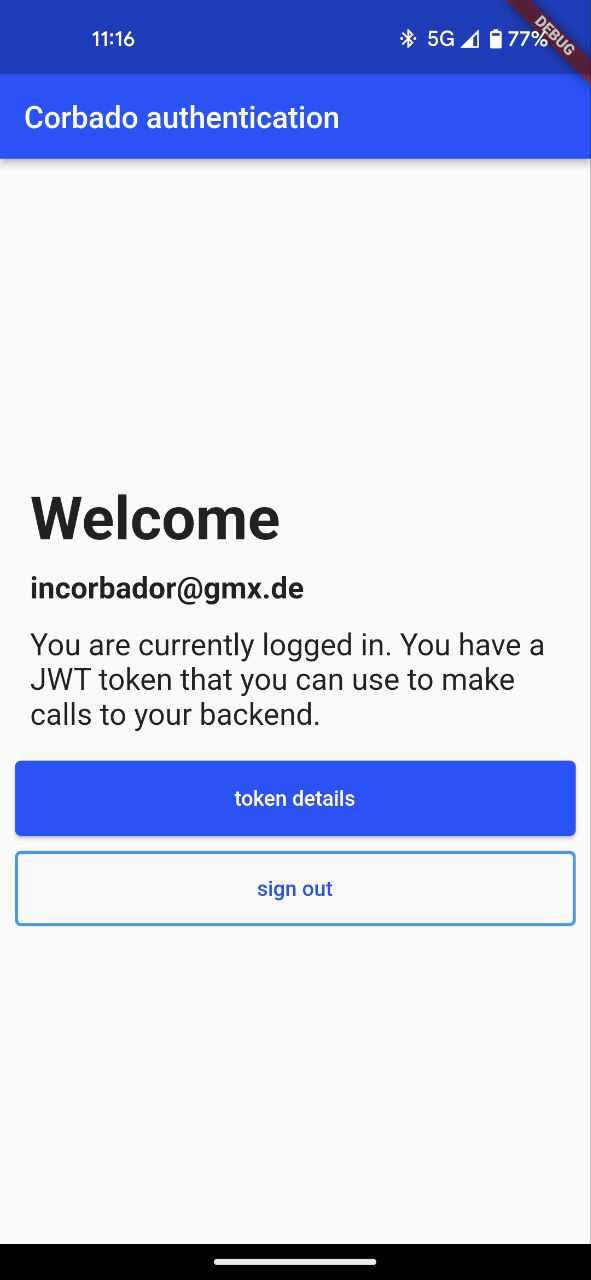 11:16 5G 77%
DEBUG
Corbado authentication
Welcome
incorbador@gmx.de
You are currently logged in. You have a
JWT token that you can use to make
calls to your backend.
token details
sign out